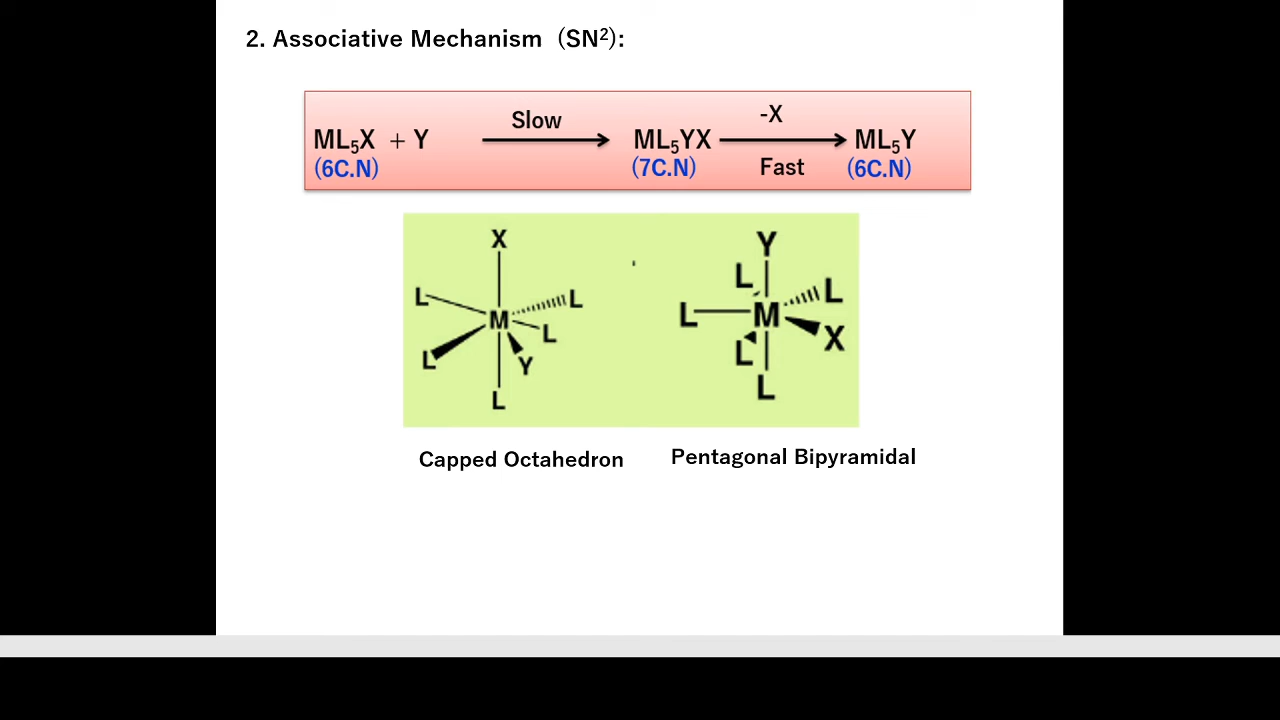 2. Associative Mechanism (SN²):
Slow
-X
ML₅X + Y
ML₅YX
ML₅Y
(6C.N)
(7C.N)
Fast
(6C.N)
X
L
L
M
L
L
Y
L
Y
L
L
L
M
X
L
L
Capped Octahedron
Pentagonal Bipyramidal